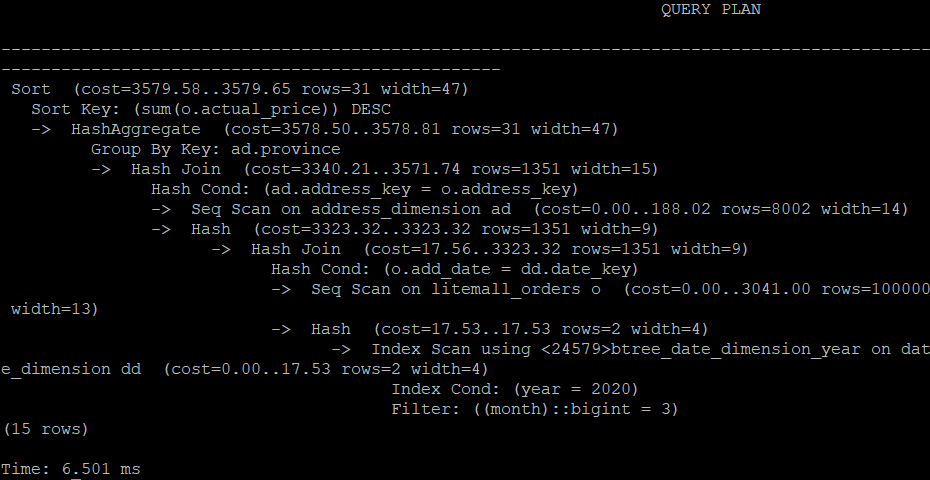 QUERY PLAN
--------------------------------------------------------------------------------------------
--------------------------------------------------
Sort  (cost=3579.58..3579.65 rows=31 width=47)
  Sort Key: (sum(o.actual_price)) DESC
  ->  HashAggregate  (cost=3578.50..3578.81 rows=31 width=47)
        Group By Key: ad.province
        ->  Hash Join  (cost=3340.21..3571.74 rows=1351 width=15)
              Hash Cond: (ad.address_key = o.address_key)
              ->  Seq Scan on address_dimension ad  (cost=0.00..188.02 rows=8002 width=14)
              ->  Hash  (cost=3323.32..3323.32 rows=1351 width=9)
                    ->  Hash Join  (cost=17.56..3323.32 rows=1351 width=9)
                          Hash Cond: (o.add_date = dd.date_key)
                          ->  Seq Scan on litemall_orders o  (cost=0.00..3041.00 rows=100000
width=13)
                          ->  Hash  (cost=17.53..17.53 rows=2 width=4)
                                ->  Index Scan using <24579>btree_date_dimension_year on dat
e_dimension dd  (cost=0.00..17.53 rows=2 width=4)
                                      Index Cond: (year = 2020)
                                      Filter: ((month)::bigint = 3)
(15 rows)
Time: 6.501 ms